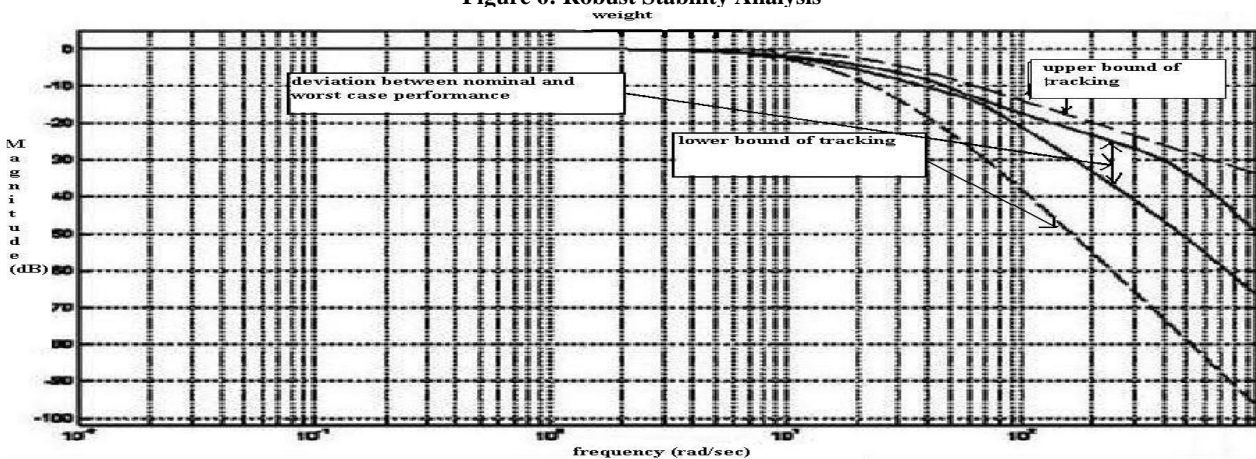 Figure 6: Robust Stability Analysis
weight
deviation between nominal and
worst case performance
upper bound of
tracking
lower bound of tracking
Magnitude
(dB)
0
-10
-20
-30
-40
-50
-60
-70
-80
-90
-100
frequency (rad/sec)